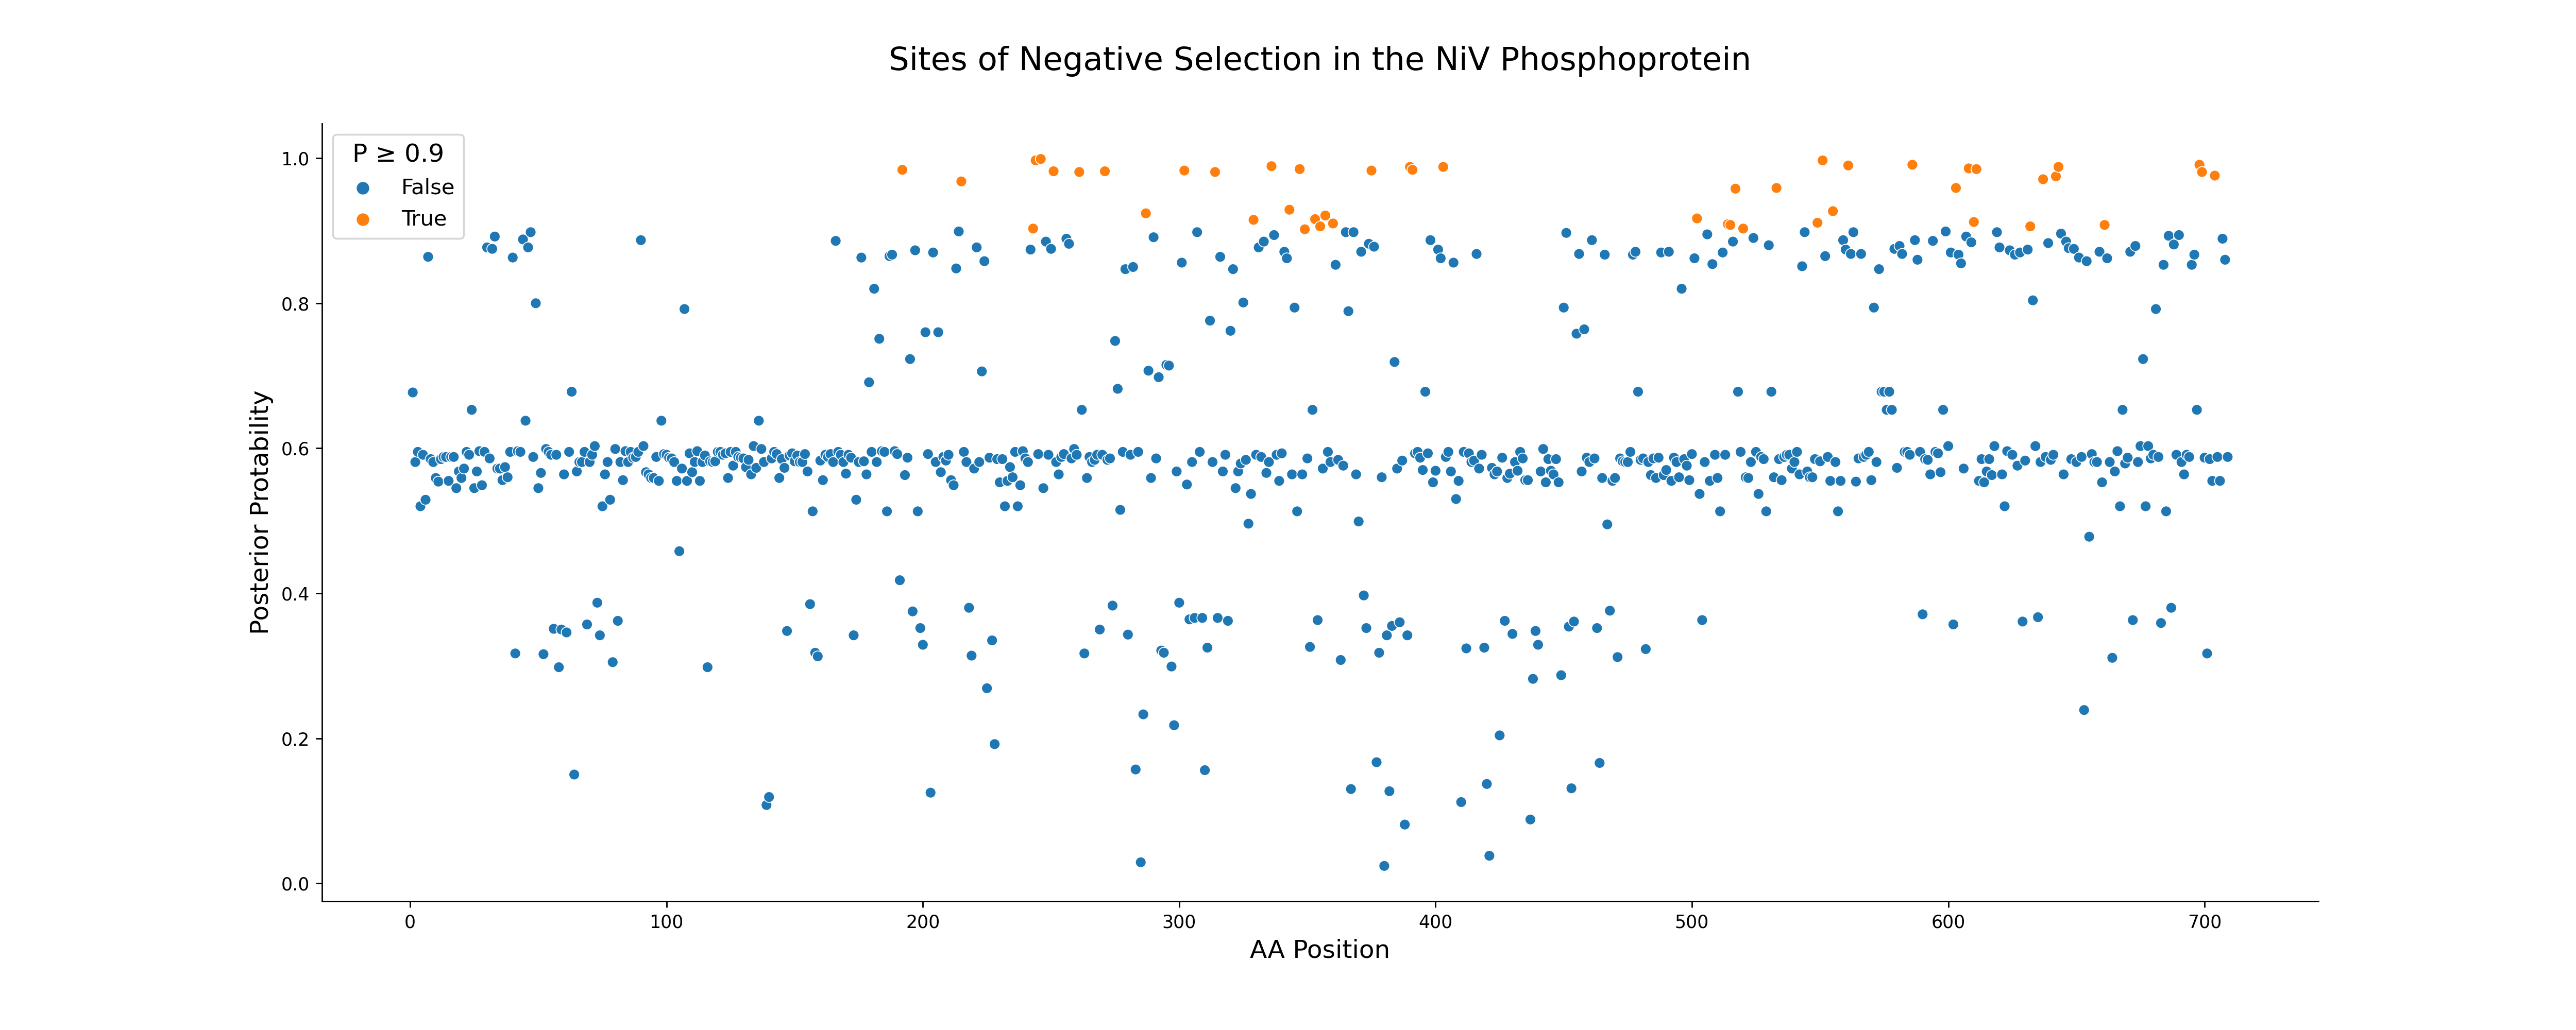 Sites of Negative Selection in the NiV Phosphoprotein
P ≥ 0.9
False
True
Posterior Protability
1.0
0.8
0.6
0.4
0.2
0.0
0 100 200 300 400 500 600 700
AA Position